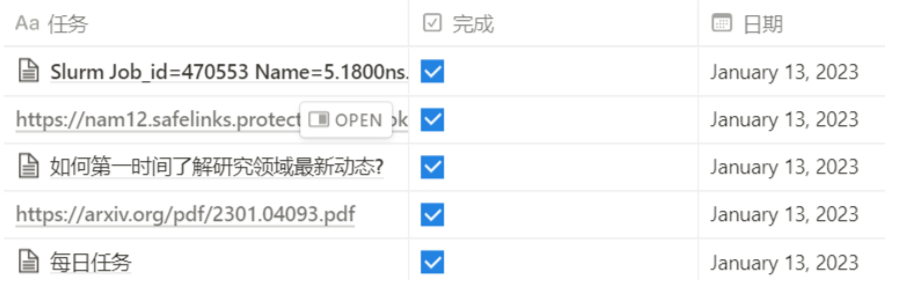 Aa 任务 完成 日期
Slurm Job_id=470553 Name=5.1800ns. January 13, 2023
https://nam12.safelinks.protect OPEN ok January 13, 2023
如何第一时间了解研究领域最新动态? January 13, 2023
https://arxiv.org/pdf/2301.04093.pdf January 13, 2023
每日任务 January 13, 2023